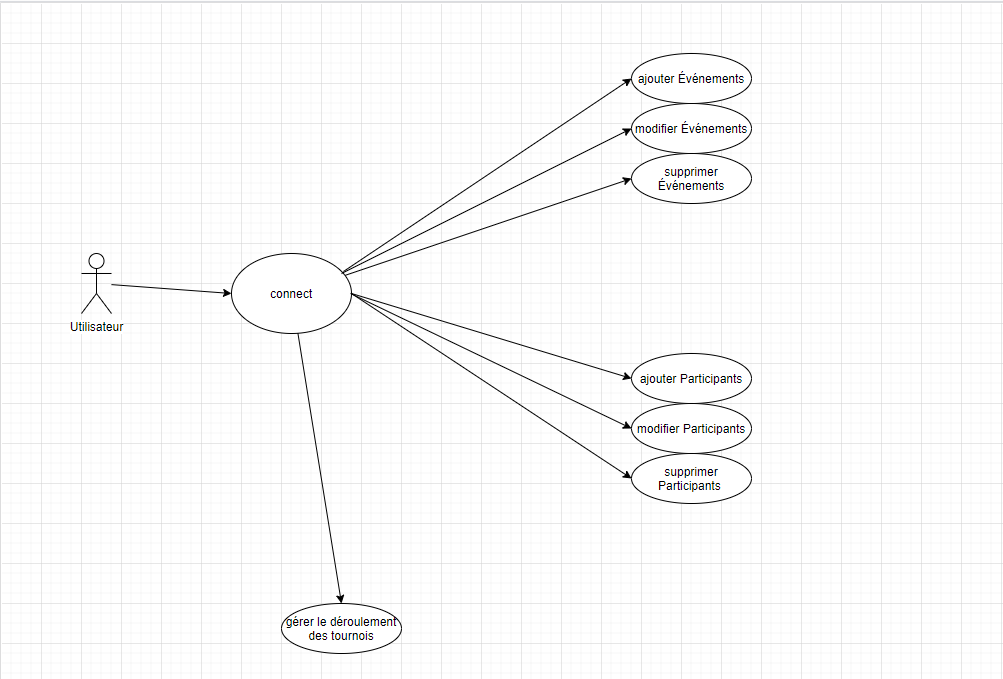 ajouter Événements
modifier Événements
supprimer
Événements
connect
Utilisateur
ajouter Participants
modifier Participants
supprimer
Participants
gérer le déroulement
des tournois